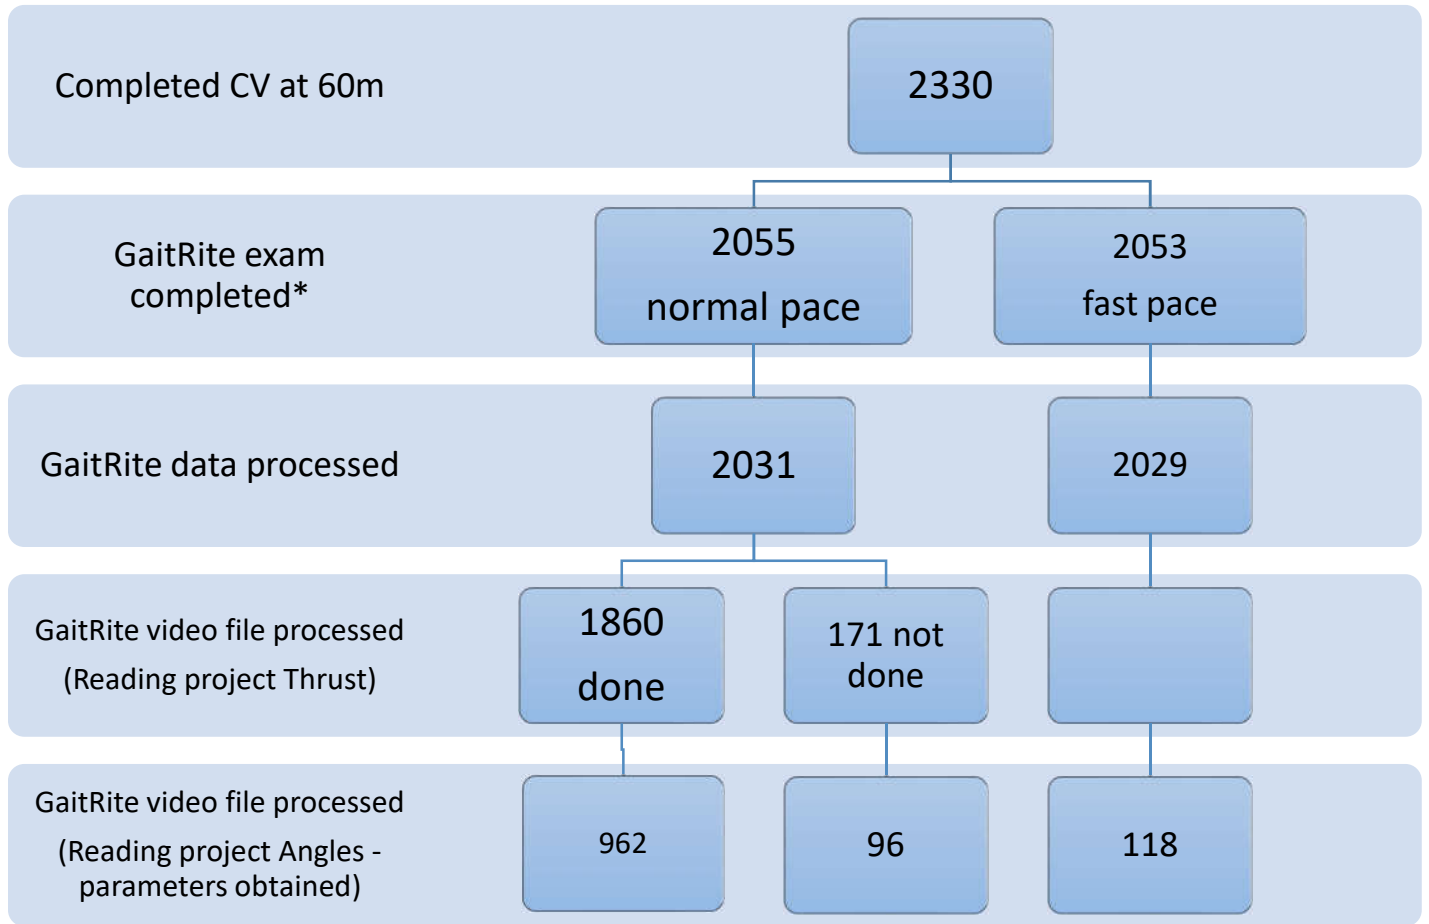 Completed CV at 60m
2330
GaitRite exam
completed*
2055
normal pace
2053
fast pace
GaitRite data processed
2031
2029
GaitRite video file processed
(Reading project Thrust)
1860
done
171 not
done
GaitRite video file processed
(Reading project Angles -
parameters obtained)
962
96
118